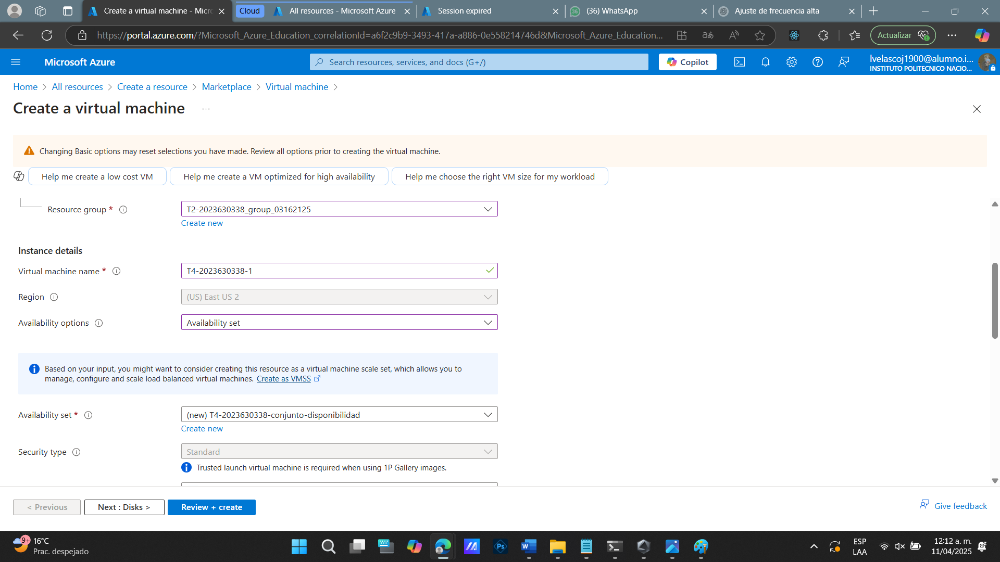 Create a virtual machine - Micr
Cloud
All resources - Microsoft Azure
Session expired
(36) WhatsApp
Ajuste de frecuencia alta
https://portal.azure.com/?Microsoft_Azure_Education_correlationId=a6f2c9b9-3493-417a-a886-0e558214746d&Microsoft_Azure_Education...
Actualizar
Microsoft Azure
Search resources, services, and docs (G+/)
Copilot
lvelascoj1900@alumno.i...
INSTITUTO POLITECNICO NACIO...
Home > All resources > Create a resource > Marketplace > Virtual machine >
Create a virtual machine ...
Changing Basic options may reset selections you have made. Review all options prior to creating the virtual machine.
Help me create a low cost VM
Help me create a VM optimized for high availability
Help me choose the right VM size for my workload
Resource group *
T2-2023630338_group_03162125
Create new
Instance details
Virtual machine name *
T4-2023630338-1
Region
(US) East US 2
Availability options
Availability set
Based on your input, you might want to consider creating this resource as a virtual machine scale set, which allows you to
manage, configure and scale load balanced virtual machines. Create as VMSS
Availability set *
(new) T4-2023630338-conjunto-disponibilidad
Create new
Security type
Standard
Trusted launch virtual machine is required when using 1P Gallery images.
< Previous
Next : Disks >
Review + create
Give feedback
9+
16°C
Prac. despejado
ESP
LAA
12:12 a. m.
11/04/2025